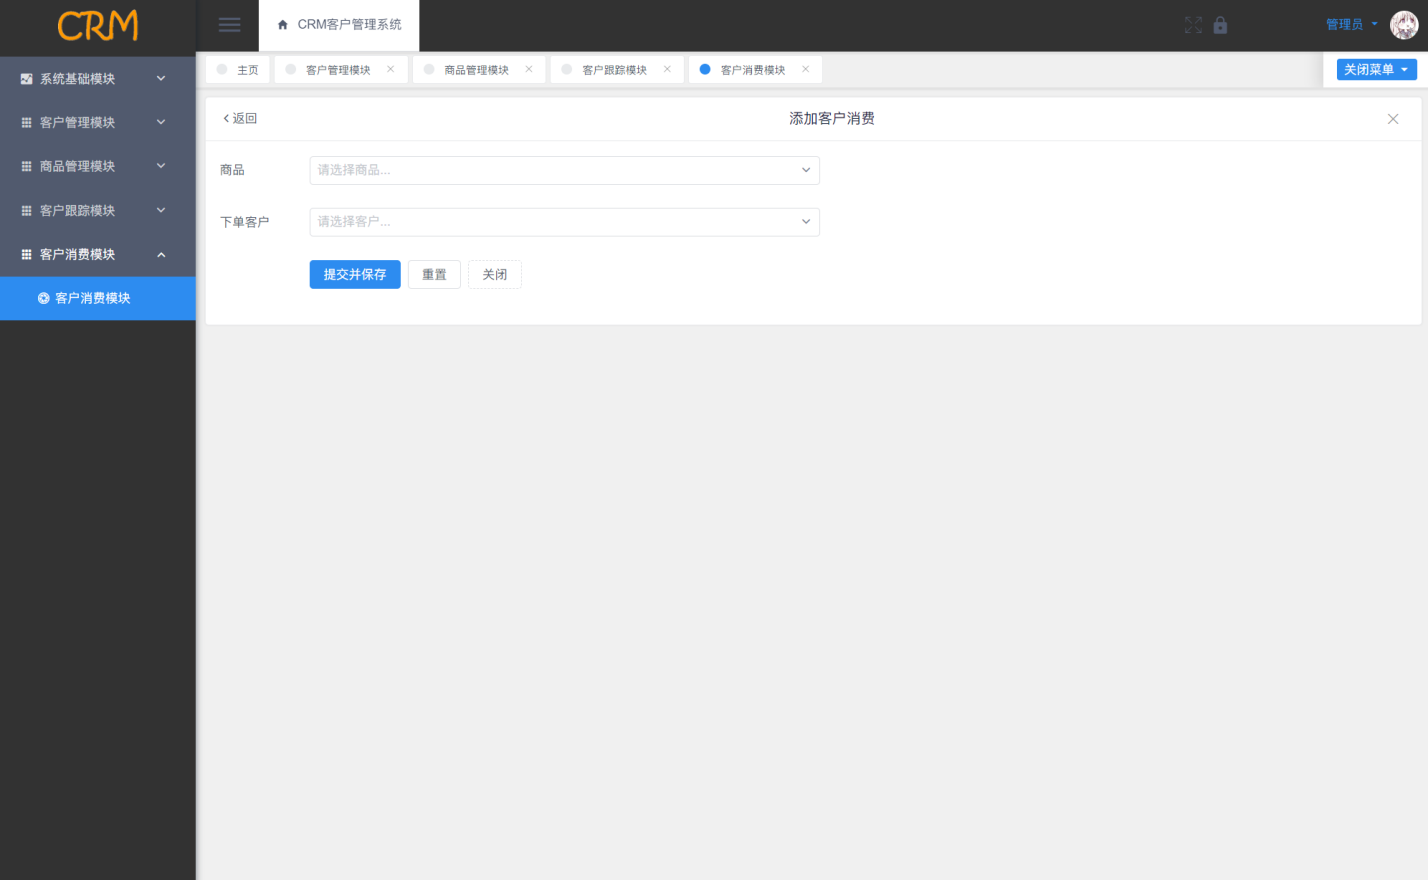 CRM
CRM客户管理系统
管理员
系统基础模块
客户管理模块
商品管理模块
客户跟踪模块
客户消费模块
客户消费模块
主页
客户管理模块
商品管理模块
客户跟踪模块
客户消费模块
关闭菜单
返回
添加客户消费
商品
请选择商品...
下单客户
请选择客户...
提交并保存
重置
关闭